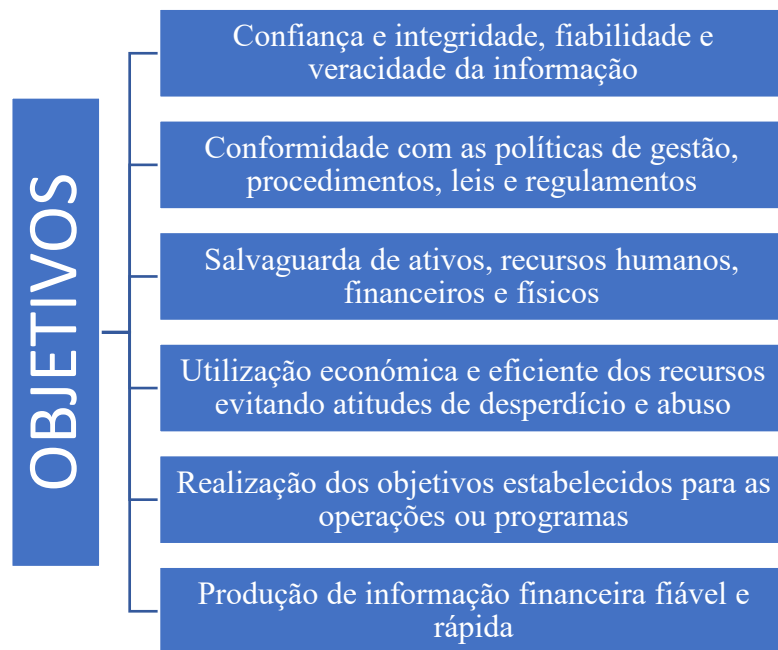 OBJETIVOS
Confiança e integridade, fiabilidade e
veracidade da informação
Conformidade com as políticas de gestão,
procedimentos, leis e regulamentos
Salvaguarda de ativos, recursos humanos,
financeiros e físicos
Utilização económica e eficiente dos recursos
evitando atitudes de desperdício e abuso
Realização dos objetivos estabelecidos para as
operações ou programas
Produção de informação financeira fiável e
rápida